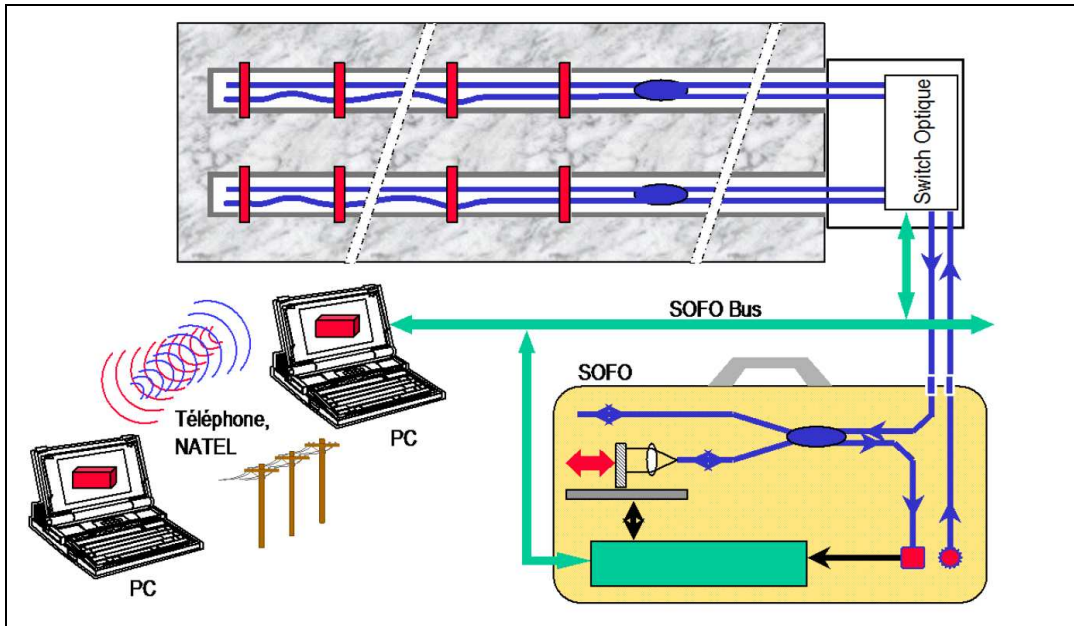 Switch Optique
SOFO Bus
SOFO
Téléphone,
NATEL
PC
PC